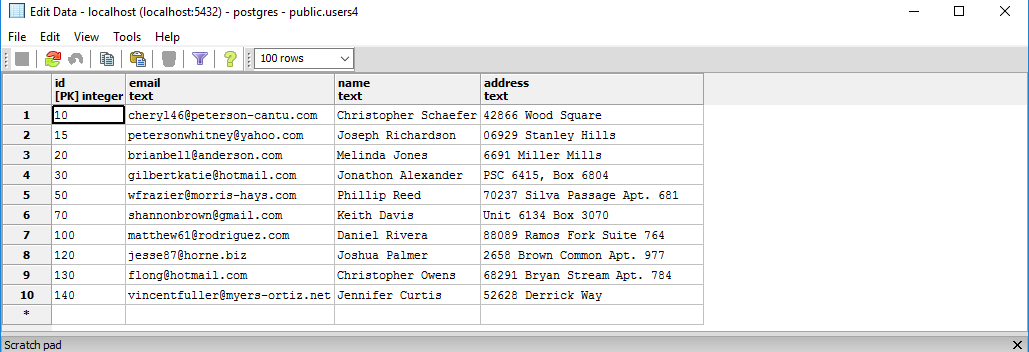 Edit Data - localhost (localhost:5432) - postgres - public.users4
File Edit View Tools Help
100 rows
id email name address
[PK] integer text text text
1 10 cheryl46@peterson-cantu.com Christopher Schaefer 42866 Wood Square
2 15 petersonwhitney@yahoo.com Joseph Richardson 06929 Stanley Hills
3 20 brianbell@anderson.com Melinda Jones 6691 Miller Mills
4 30 gilbertkatie@hotmail.com Jonathon Alexander PSC 6415, Box 6804
5 50 wfrazier@morris-hays.com Phillip Reed 70237 Silva Passage Apt. 681
6 70 shannonbrown@gmail.com Keith Davis Unit 6134 Box 3070
7 100 matthew61@rodriguez.com Daniel Rivera 88089 Ramos Fork Suite 764
8 120 jesse87@horne.biz Joshua Palmer 2658 Brown Common Apt. 977
9 130 flong@hotmail.com Christopher Owens 68291 Bryan Stream Apt. 784
10 140 vincentfuller@myers-ortiz.net Jennifer Curtis 52628 Derrick Way
*
Scratch pad